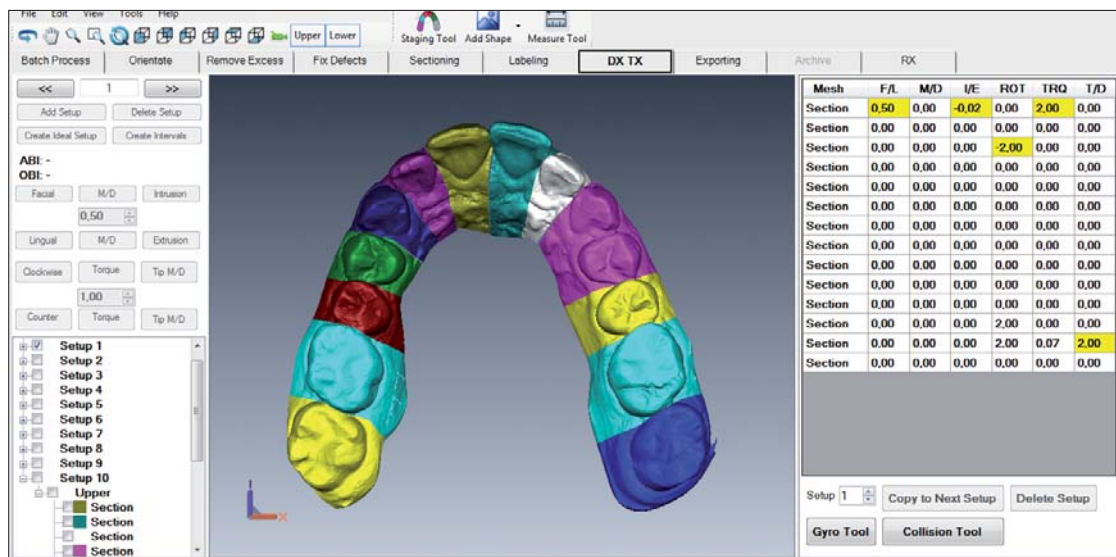 File Edit View Tools Help
Upper Lower
Staging Tool Add Shape Measure Tool
Batch Process Orientate Remove Excess Fix Defects Sectioning Labeling DX TX Exporting Archive RX
<< 1 >>
Add Setup Delete Setup
Create Ideal Setup Create Intervals
ABI: -
OBI: -
Facial M/D Intrusion
0,50
Lingual M/D Extrusion
Clockwise Torque Tip M/D
1,00
Counter Torque Tip M/D
Setup 1
Setup 2
Setup 3
Setup 4
Setup 5
Setup 6
Setup 7
Setup 8
Setup 9
Setup 10
Upper
Section
Section
Section
Section
X
Mesh F/L M/D I/E ROT TRQ T/D
Section 0,50 0,00 -0,02 0,00 2,00 0,00
Section 0,00 0,00 0,00 0,00 0,00 0,00
Section 0,00 0,00 0,00 -2,00 0,00 0,00
Section 0,00 0,00 0,00 0,00 0,00 0,00
Section 0,00 0,00 0,00 0,00 0,00 0,00
Section 0,00 0,00 0,00 0,00 0,00 0,00
Section 0,00 0,00 0,00 0,00 0,00 0,00
Section 0,00 0,00 0,00 0,00 0,00 0,00
Section 0,00 0,00 0,00 0,00 0,00 0,00
Section 0,00 0,00 0,00 0,00 0,00 0,00
Section 0,00 0,00 0,00 0,00 0,00 0,00
Section 0,00 0,00 0,00 2,00 0,00 0,00
Section 0,00 0,00 0,00 2,00 0,07 2,00
Section 0,00 0,00 0,00 0,00 0,00 0,00
Setup 1 Copy to Next Setup Delete Setup
Gyro Tool Collision Tool